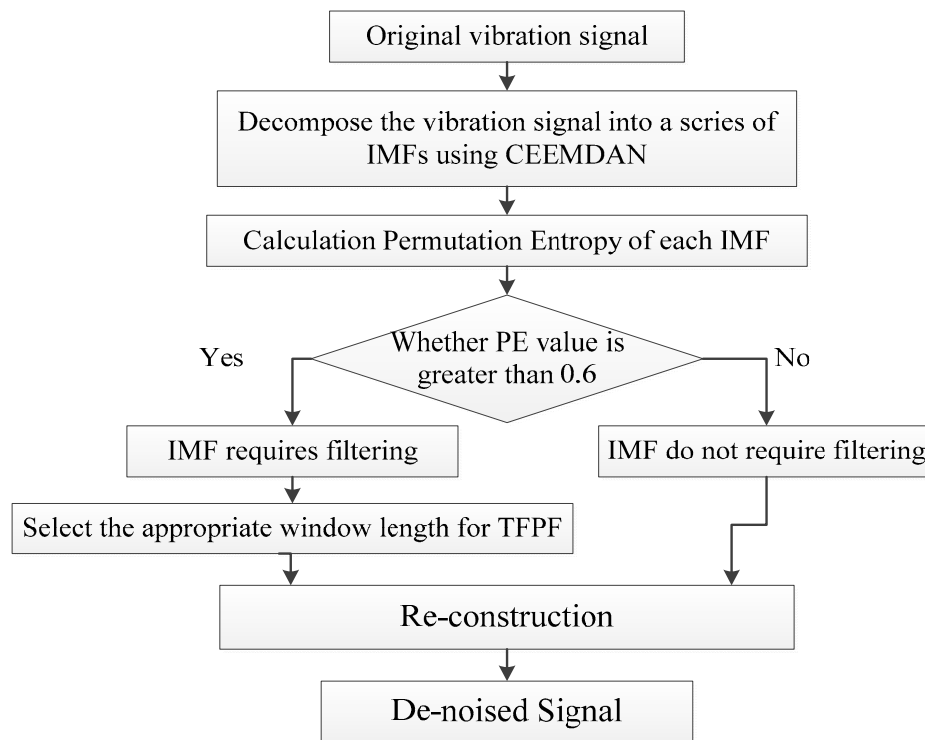 Original vibration signal
Decompose the vibration signal into a series of
IMFs using CEEMDAN
Calculation Permutation Entropy of each IMF
Whether PE value is
greater than 0.6
Yes
No
IMF requires filtering
IMF do not require filtering
Select the appropriate window length for TFPF
Re-construction
De-noised Signal